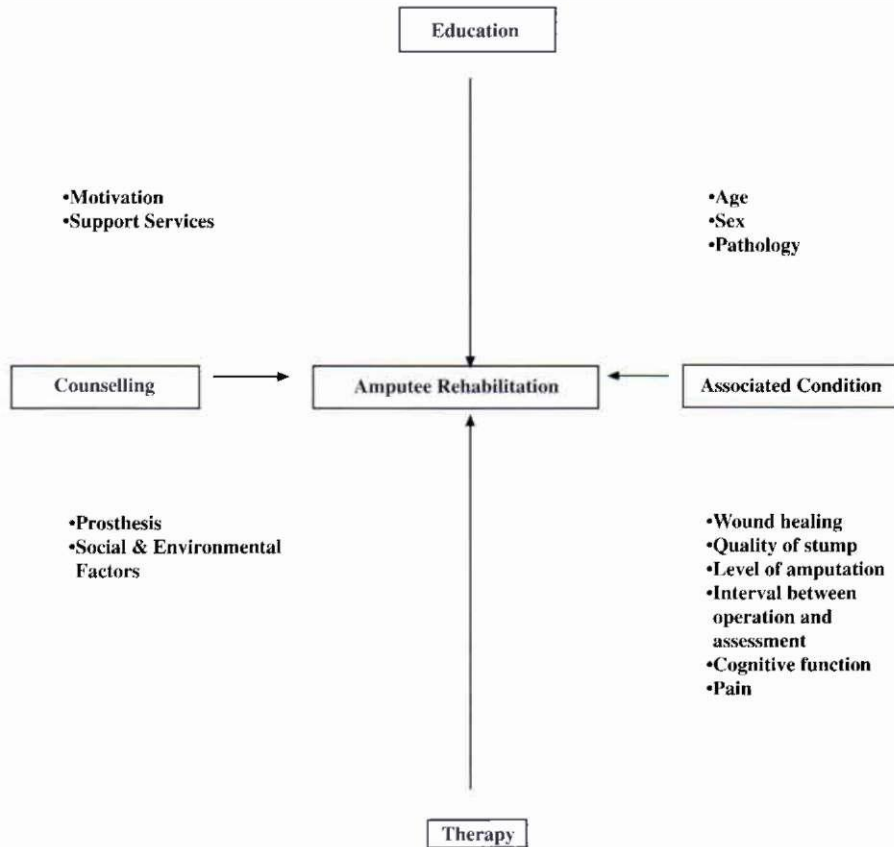 Education
•Motivation
•Support Services
•Age
•Sex
•Pathology
Counselling
Amputee Rehabilitation
Associated Condition
•Prosthesis
•Social & Environmental
Factors
•Wound healing
•Quality of stump
•Level of amputation
•Interval between
operation and
assessment
•Cognitive function
•Pain
Therapy